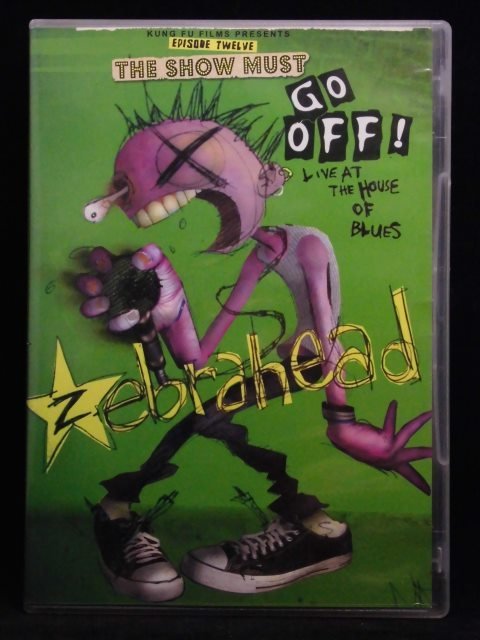 KUNG FU FILMS PRESENTS
EPISODE TWELVE
THE SHOW MUST
GO
OFF!
LIVE AT
THE HOUSE
OF
BLUES
zebrahead